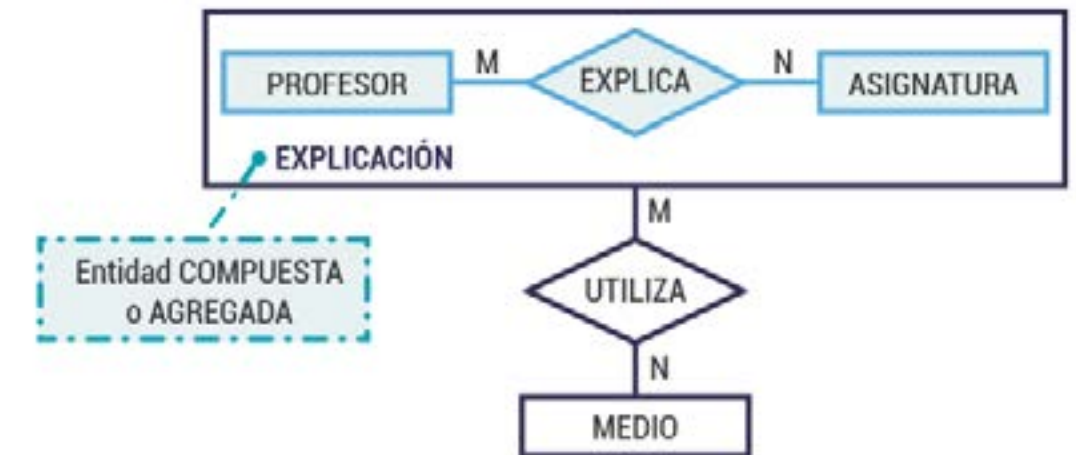 PROFESOR M EXPLICA N ASIGNATURA
EXPLICACIÓN
M
Entidad COMPUESTA
o AGREGADA
UTILIZA
N
MEDIO